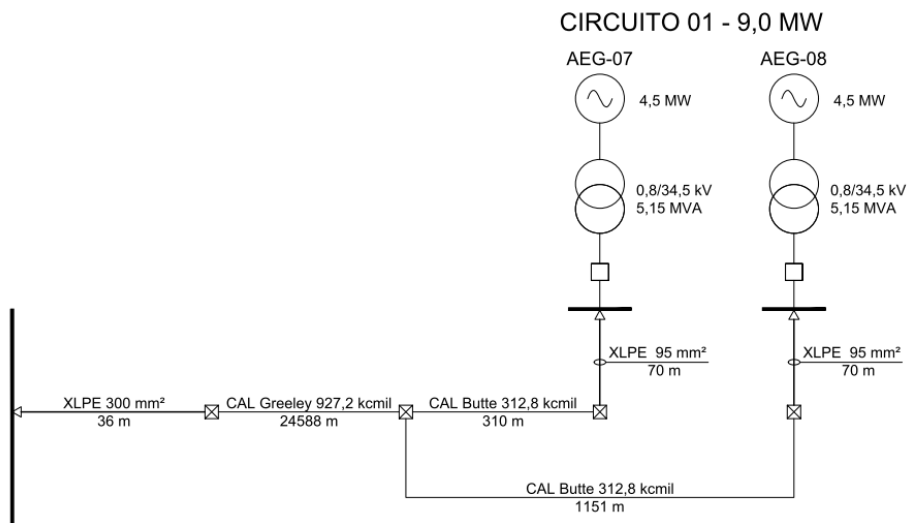 CIRCUITO 01 - 9,0 MW
AEG-07
AEG-08
4,5 MW
4,5 MW
0,8/34,5 kV
5,15 MVA
0,8/34,5 kV
5,15 MVA
XLPE 95 mm²
70 m
XLPE 95 mm²
70 m
XLPE 300 mm²
36 m
CAL Greeley 927,2 kcmil
24588 m
CAL Butte 312,8 kcmil
310 m
CAL Butte 312,8 kcmil
1151 m